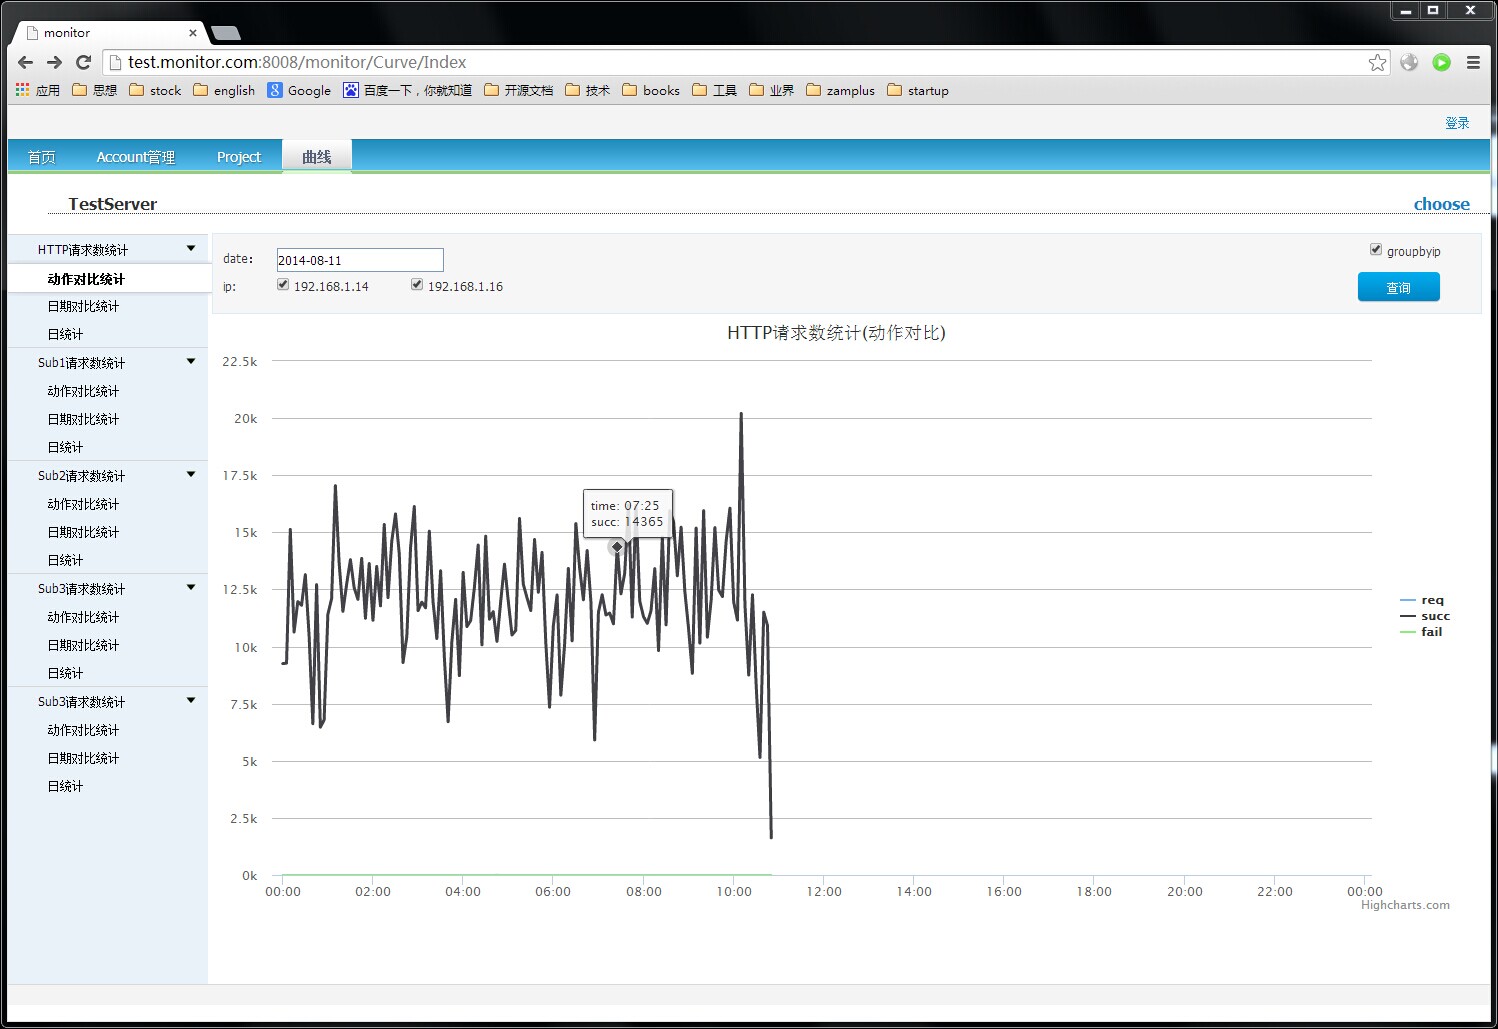 monitor
test.monitor.com:8008/monitor/Curve/Index
应用 思想 stock english Google 百度一下，你就知道 开源文档 技术 books 工具 业界 zamplus startup
登录
首页 Account管理 Project 曲线
TestServer choose
HTTP请求数统计
动作对比统计
日期对比统计
日统计
Sub1请求数统计
动作对比统计
日期对比统计
日统计
Sub2请求数统计
动作对比统计
日期对比统计
日统计
Sub3请求数统计
动作对比统计
日期对比统计
日统计
Sub3请求数统计
动作对比统计
日期对比统计
日统计
date: 2014-08-11 groupbyip
ip: 192.168.1.14 192.168.1.16 查询
HTTP请求数统计(动作对比)
22.5k
20k
17.5k
15k
12.5k
10k
7.5k
5k
2.5k
0k
time: 07:25
succ: 14365
req
succ
fail
00:00 02:00 04:00 06:00 08:00 10:00 12:00 14:00 16:00 18:00 20:00 22:00 00:00
Highcharts.com